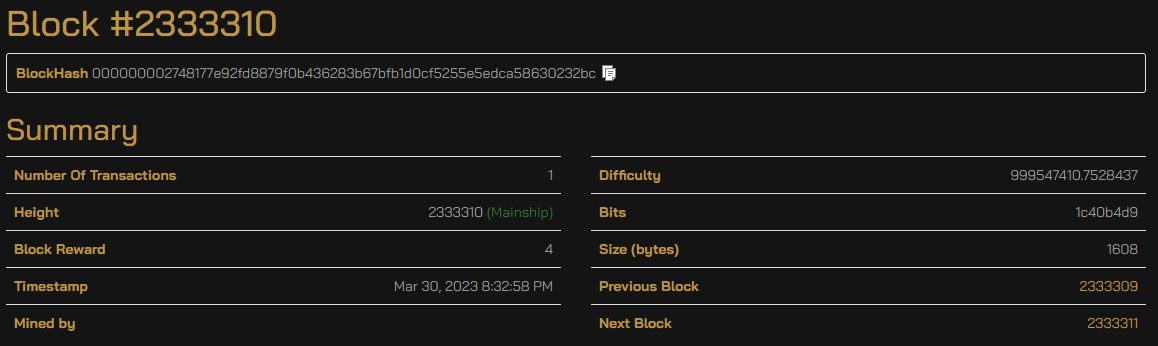 Block #2333310
BlockHash 000000002748177e92fd8879f0b436283b67bfb1d0cf5255e5edca58630232bc
Summary
Number Of Transactions 1
Height 2333310 (Mainship)
Block Reward 4
Timestamp Mar 30, 2023 8:32:58 PM
Mined by
Difficulty 999547410.7528437
Bits 1c40b4d9
Size (bytes) 1608
Previous Block 2333309
Next Block 2333311